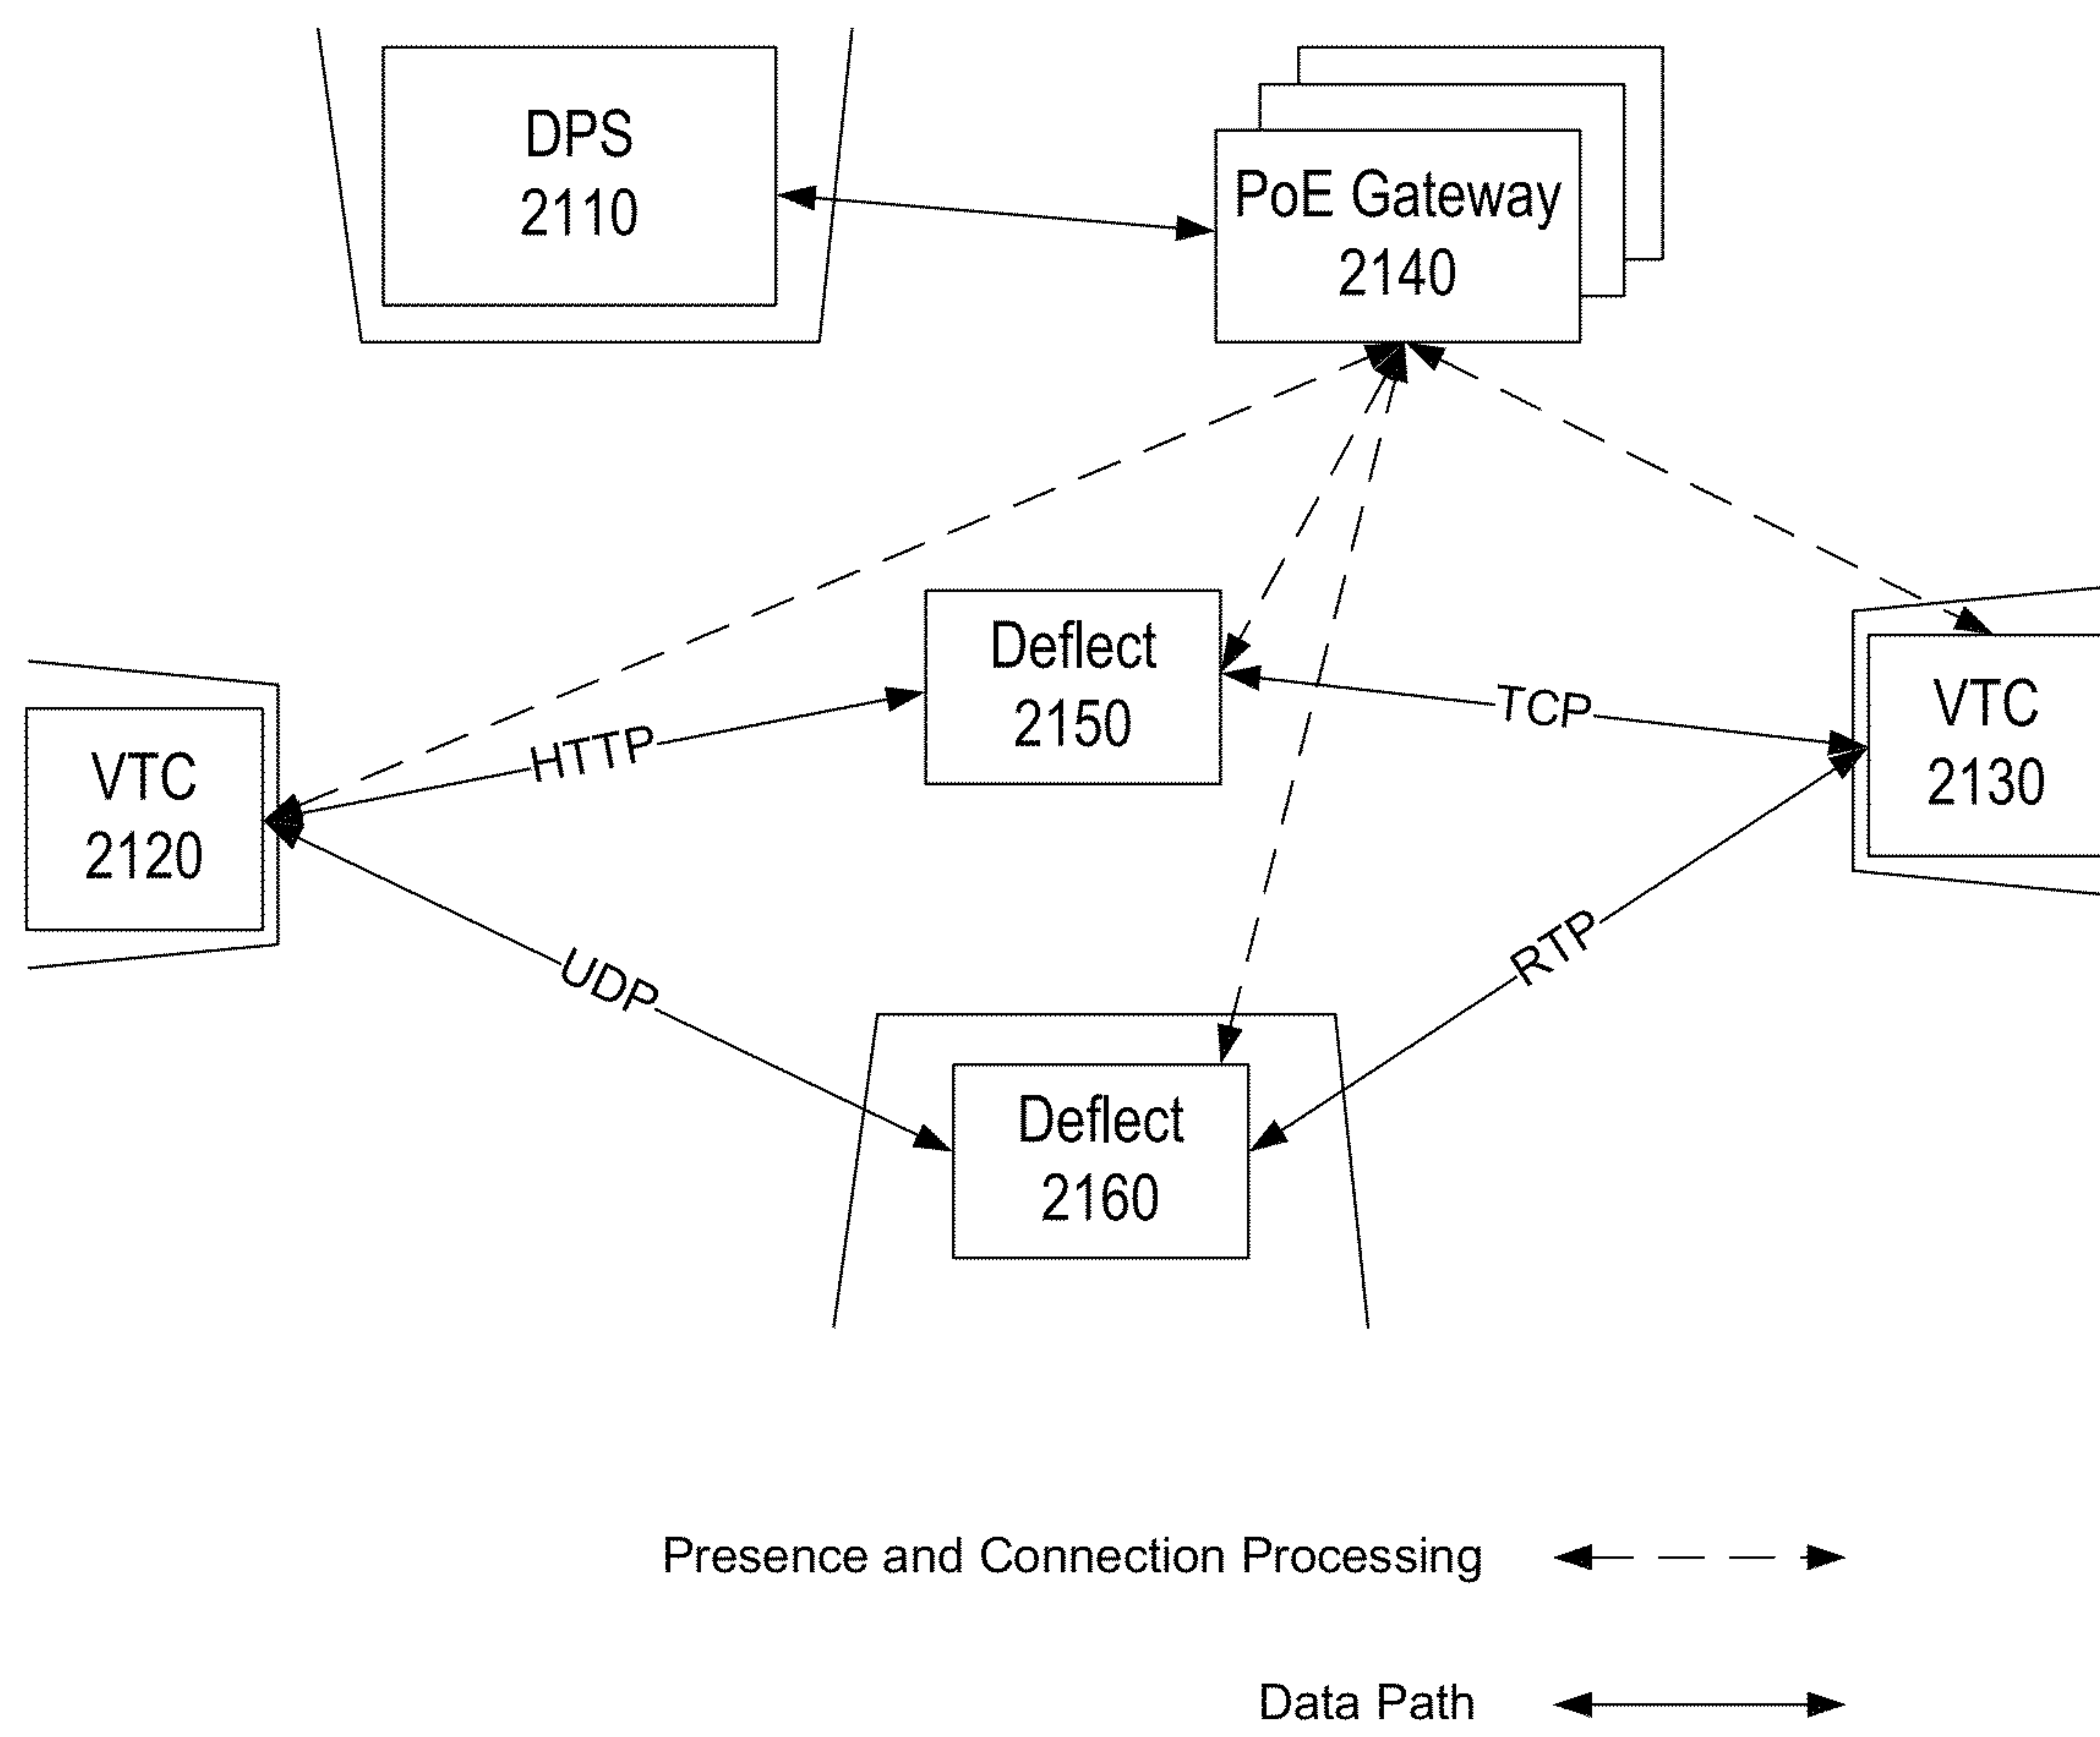 DPS
2110
PoE Gateway
2140
Deflect
2150
TCP
VTC
2130
HTTP
VTC
2120
UDP
RTP
Deflect
2160
Presence and Connection Processing
Data Path